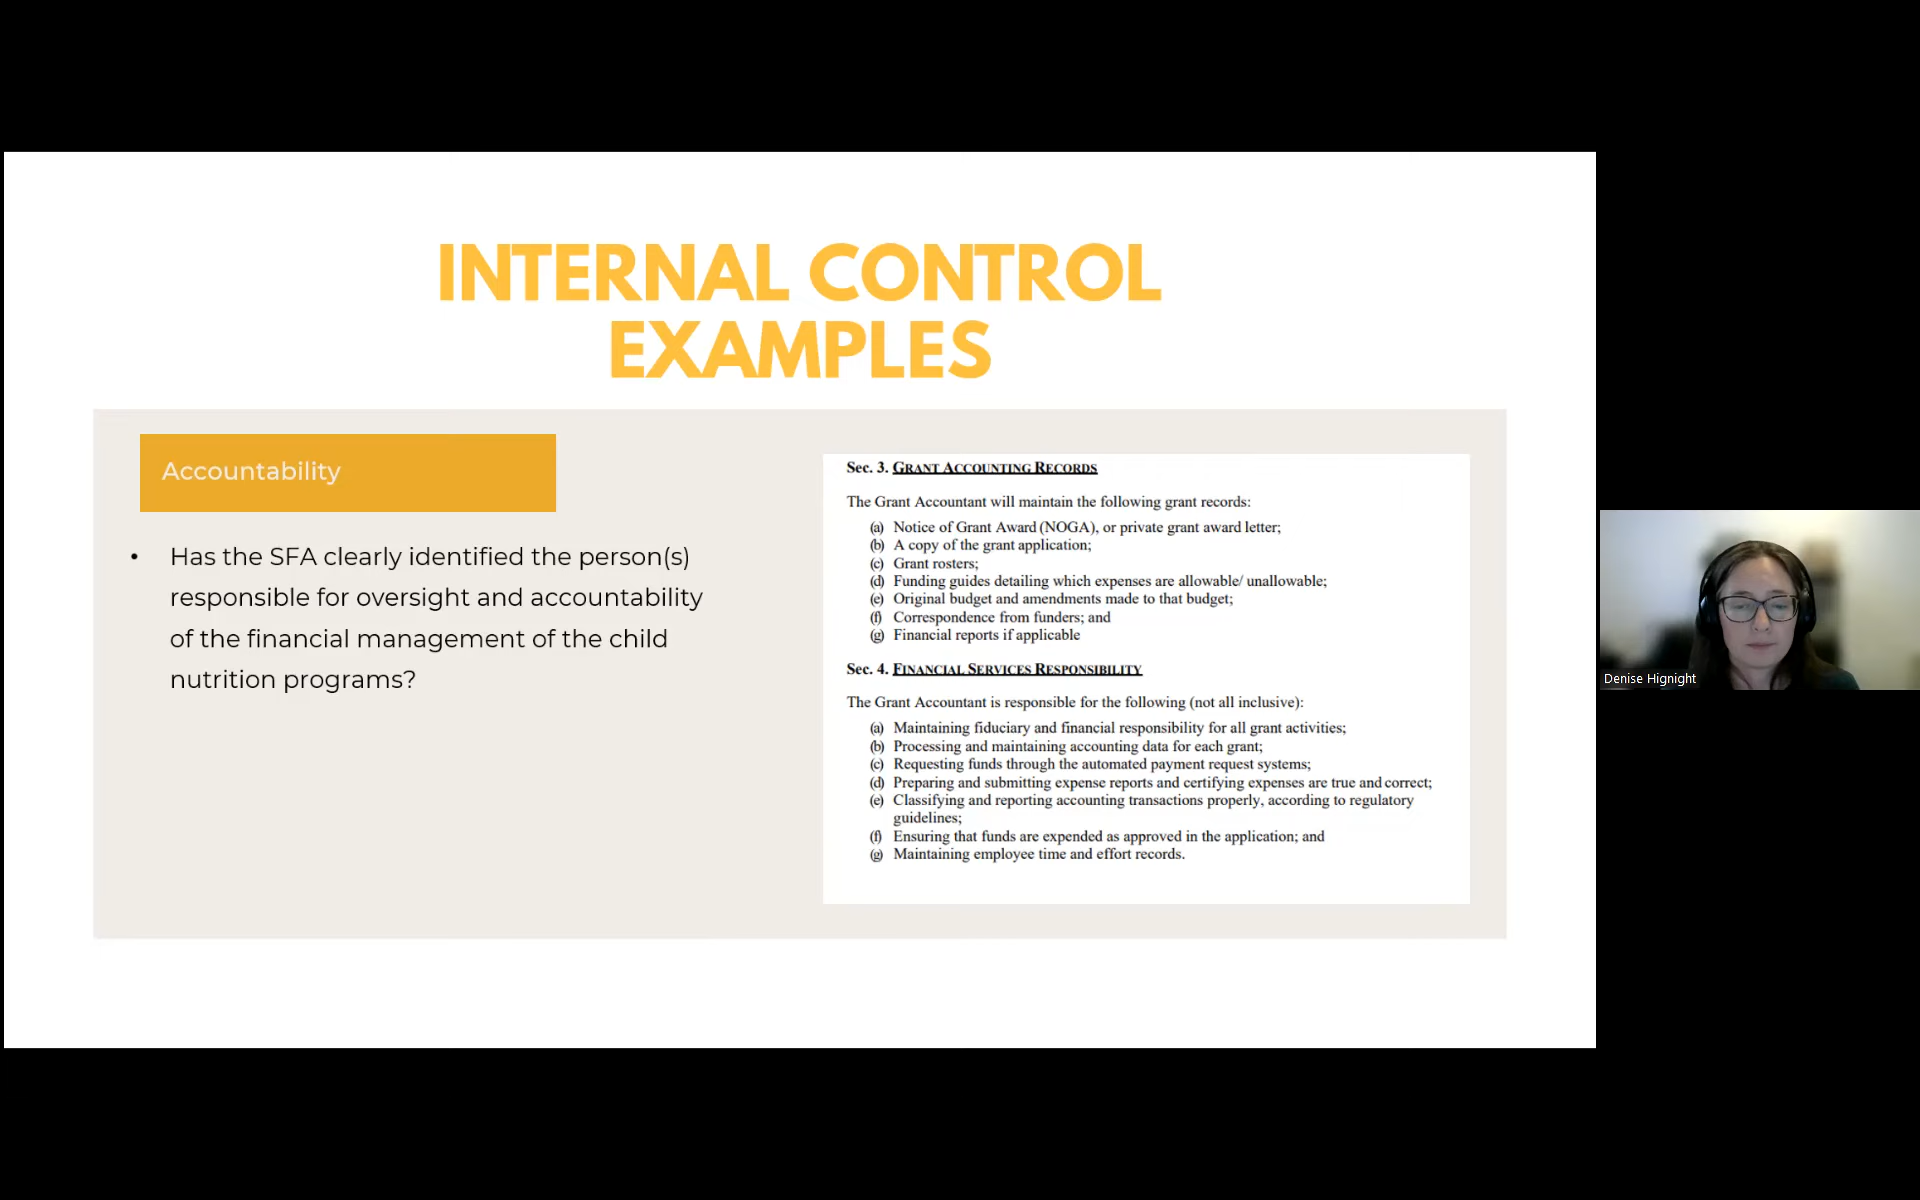 INTERNAL CONTROL
EXAMPLES
Accountability
• Has the SFA clearly identified the person(s)
responsible for oversight and accountability
of the financial management of the child
nutrition programs?
Sec. 3. GRANT ACCOUNTING RECORDS
The Grant Accountant will maintain the following grant records:
(a) Notice of Grant Award (NOGA), or private grant award letter;
(b) A copy of the grant application;
(c) Grant rosters;
(d) Funding guides detailing which expenses are allowable/ unallowable;
(e) Original budget and amendments made to that budget;
(f) Correspondence from funders; and
(g) Financial reports if applicable
Sec. 4. FINANCIAL SERVICES RESPONSIBILITY
The Grant Accountant is responsible for the following (not all inclusive):
(a) Maintaining fiduciary and financial responsibility for all grant activities;
(b) Processing and maintaining accounting data for each grant;
(c) Requesting funds through the automated payment request systems;
(d) Preparing and submitting expense reports and certifying expenses are true and correct;
(e) Classifying and reporting accounting transactions properly, according to regulatory
guidelines;
(f) Ensuring that funds are expended as approved in the application; and
(g) Maintaining employee time and effort records.
Denise Hignight